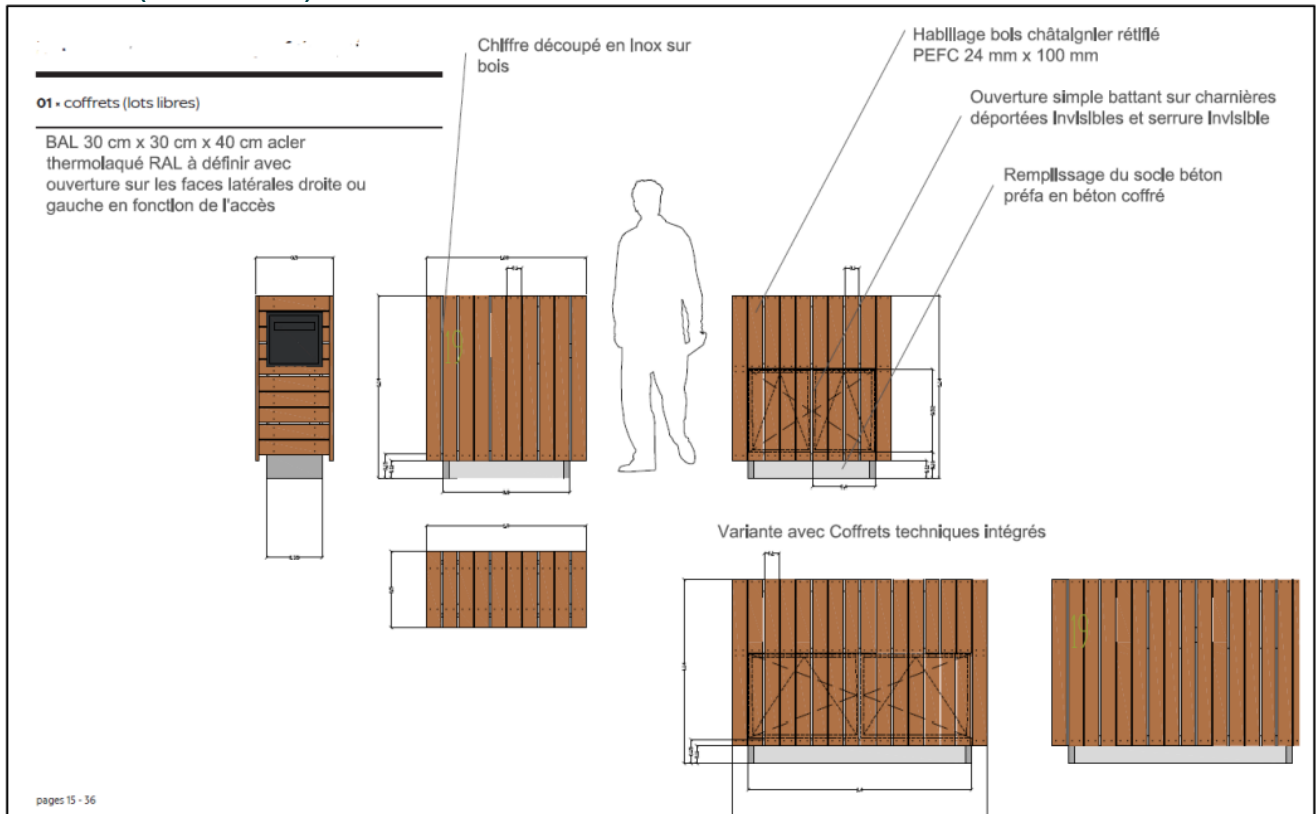 01 • coffrets (lots libres)
BAL 30 cm x 30 cm x 40 cm acier
thermolaqué RAL à définir avec
ouverture sur les faces latérales droite ou
gauche en fonction de l'accès
Chiffre découpé en Inox sur
bois
Habillage bois châtaignier rétifié
PEFC 24 mm x 100 mm
Ouverture simple battant sur charnières
déportées Invisibles et serrure Invisible
Remplissage du socle béton
préfa en béton coffré
19
Variante avec Coffrets techniques intégrés
19
pages 15 - 36